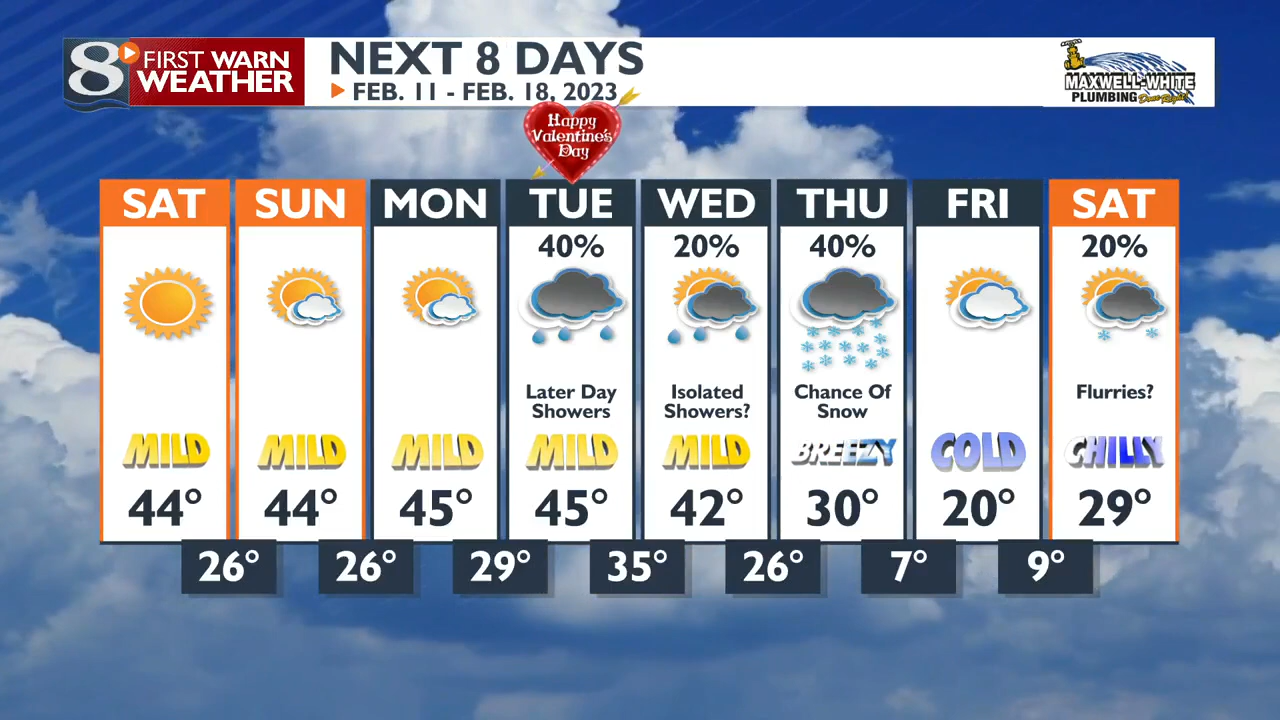 8 FIRST WARN
WEATHER
NEXT 8 DAYS
FEB. 11 - FEB. 18, 2023
MAXWELL-WHITE
PLUMBING Done Right!
Happy
Valentine's
Day
SAT SUN MON TUE WED THU FRI SAT
40% 20% 40% 20%
Later Day Isolated Chance Of Flurries?
Showers Showers? Snow
MILD MILD MILD MILD MILD BREEZY COLD CHILLY
44° 44° 45° 45° 42° 30° 20° 29°
26° 26° 29° 35° 26° 7° 9°